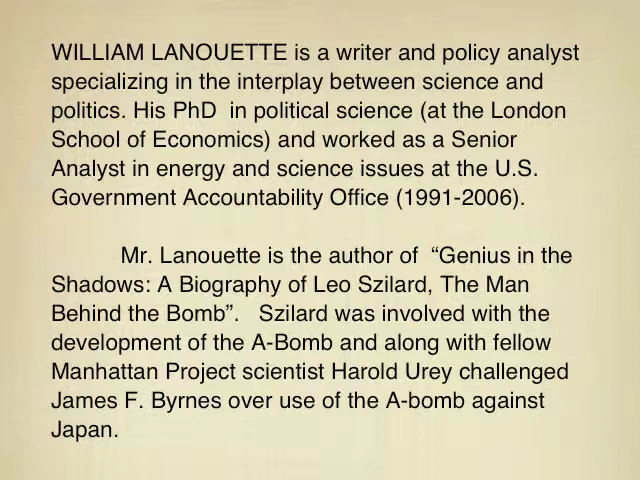 WILLIAM LANOUETTE is a writer and policy analyst
specializing in the interplay between science and
politics. His PhD  in political science (at the London
School of Economics) and worked as a Senior
Analyst in energy and science issues at the U.S.
Government Accountability Office (1991-2006).
Mr. Lanouette is the author of  “Genius in the
Shadows: A Biography of Leo Szilard, The Man
Behind the Bomb”.   Szilard was involved with the
development of the A-Bomb and along with fellow
Manhattan Project scientist Harold Urey challenged
James F. Byrnes over use of the A-bomb against
Japan.